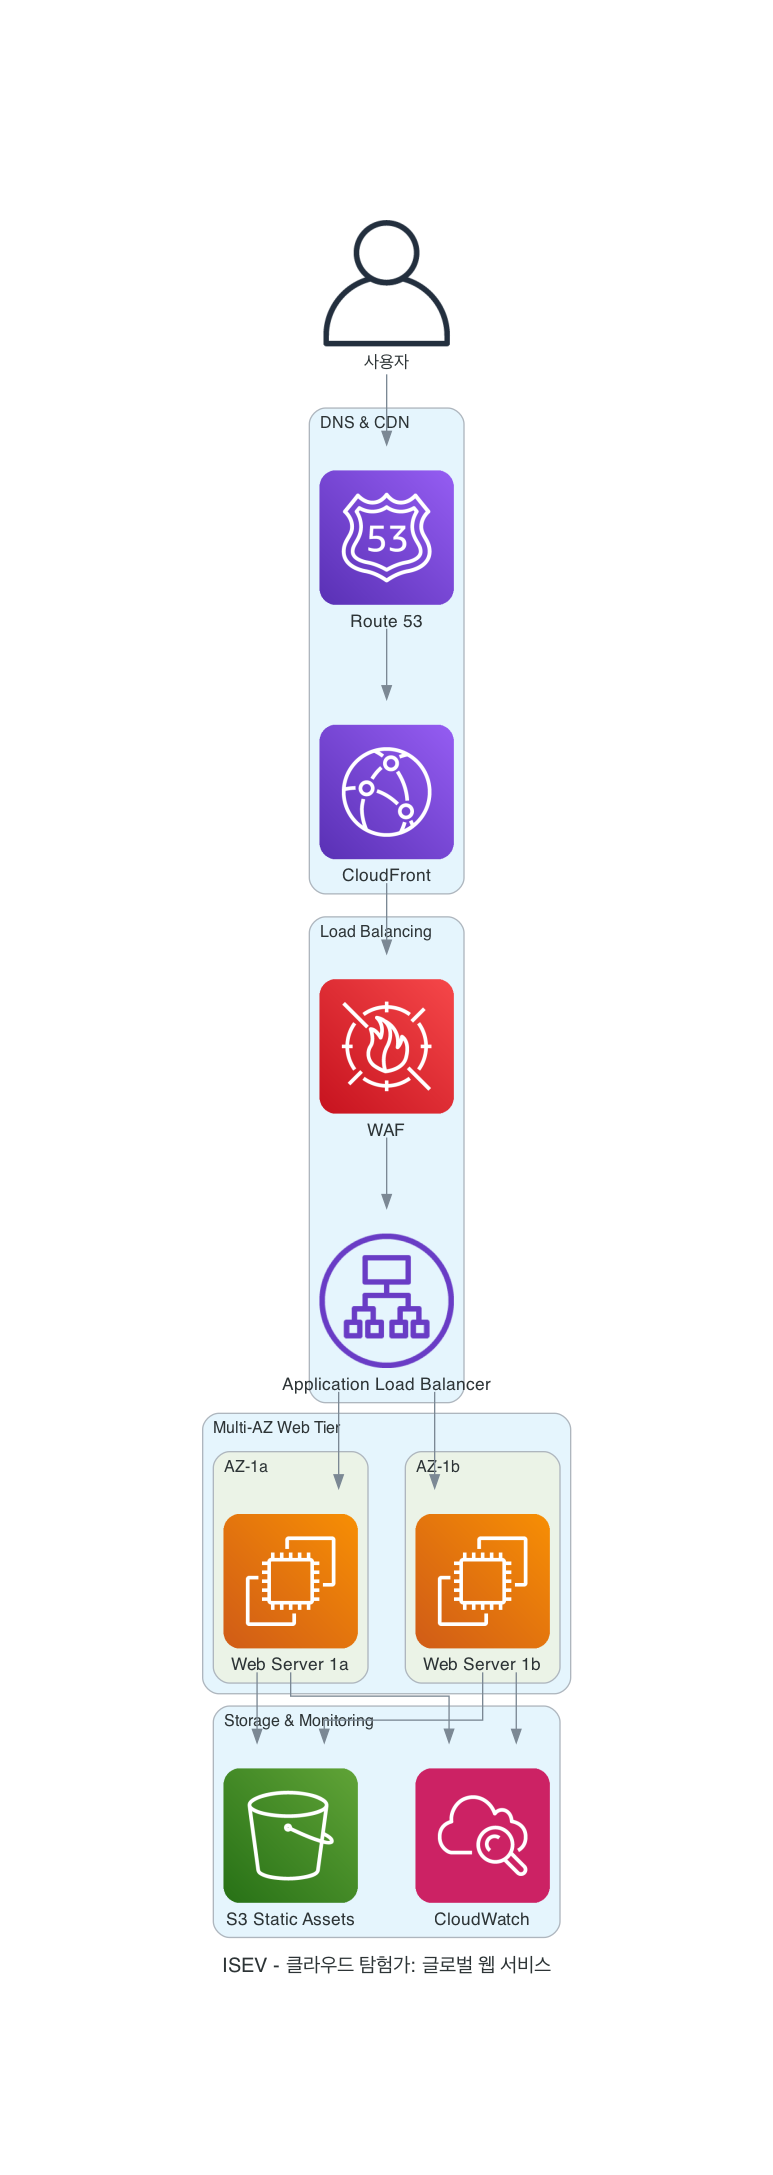 사용자
DNS & CDN
53
Route 53
CloudFront
Load Balancing
WAF
Application Load Balancer
Multi-AZ Web Tier
AZ-1a
AZ-1b
Web Server 1a
Web Server 1b
Storage & Monitoring
S3 Static Assets
CloudWatch
ISEV - 클라우드 탐험가: 글로벌 웹 서비스